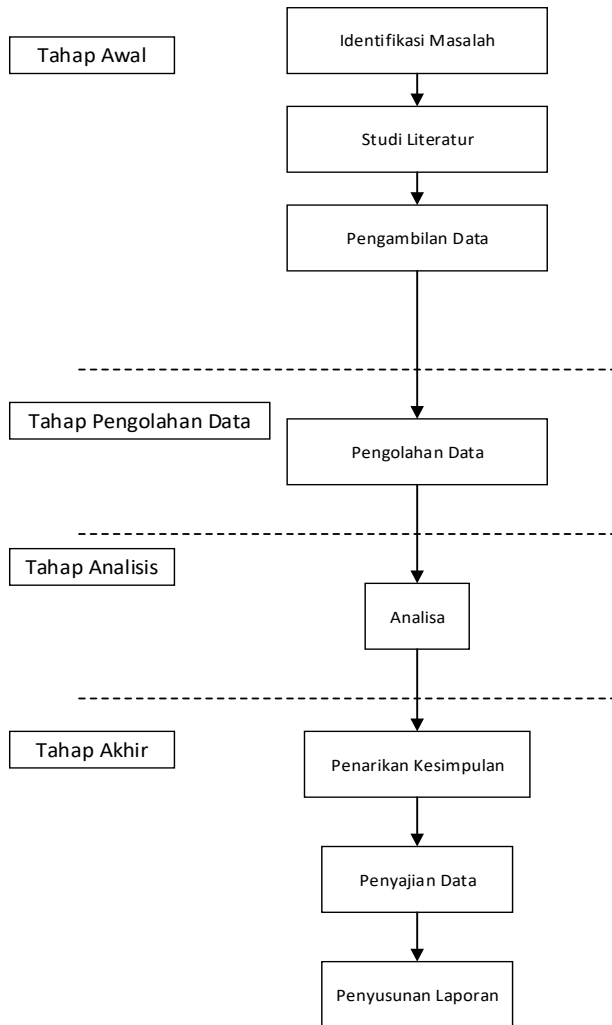 Tahap Awal
Identifikasi Masalah
Studi Literatur
Pengambilan Data
Tahap Pengolahan Data
Pengolahan Data
Tahap Analisis
Analisa
Tahap Akhir
Penarikan Kesimpulan
Penyajian Data
Penyusunan Laporan